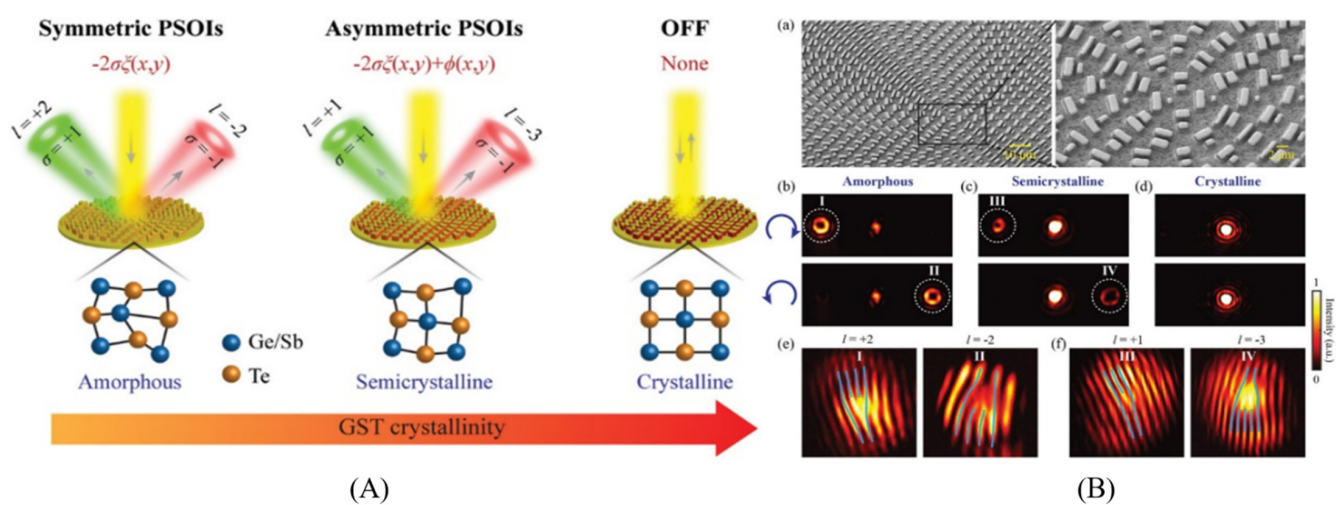 Symmetric PSOIs
Asymmetric PSOIs
OFF
-2σξ(x,y)
-2σξ(x,y)+ϕ(x,y)
None
l = +2
σ = +1
l = -2
σ = -1
l = +1
σ = +1
l = -3
σ = -1
Ge/Sb
Te
Amorphous
Semicrystalline
Crystalline
GST crystallinity
(A)
(a)
10 μm
2 μm
(b)
Amorphous
(c)
Semicrystalline
(d)
Crystalline
I
III
II
IV
1
Intensity (a.u.)
0
(e)
l = +2
l = -2
(f)
l = +1
l = -3
I
II
III
IV
(B)